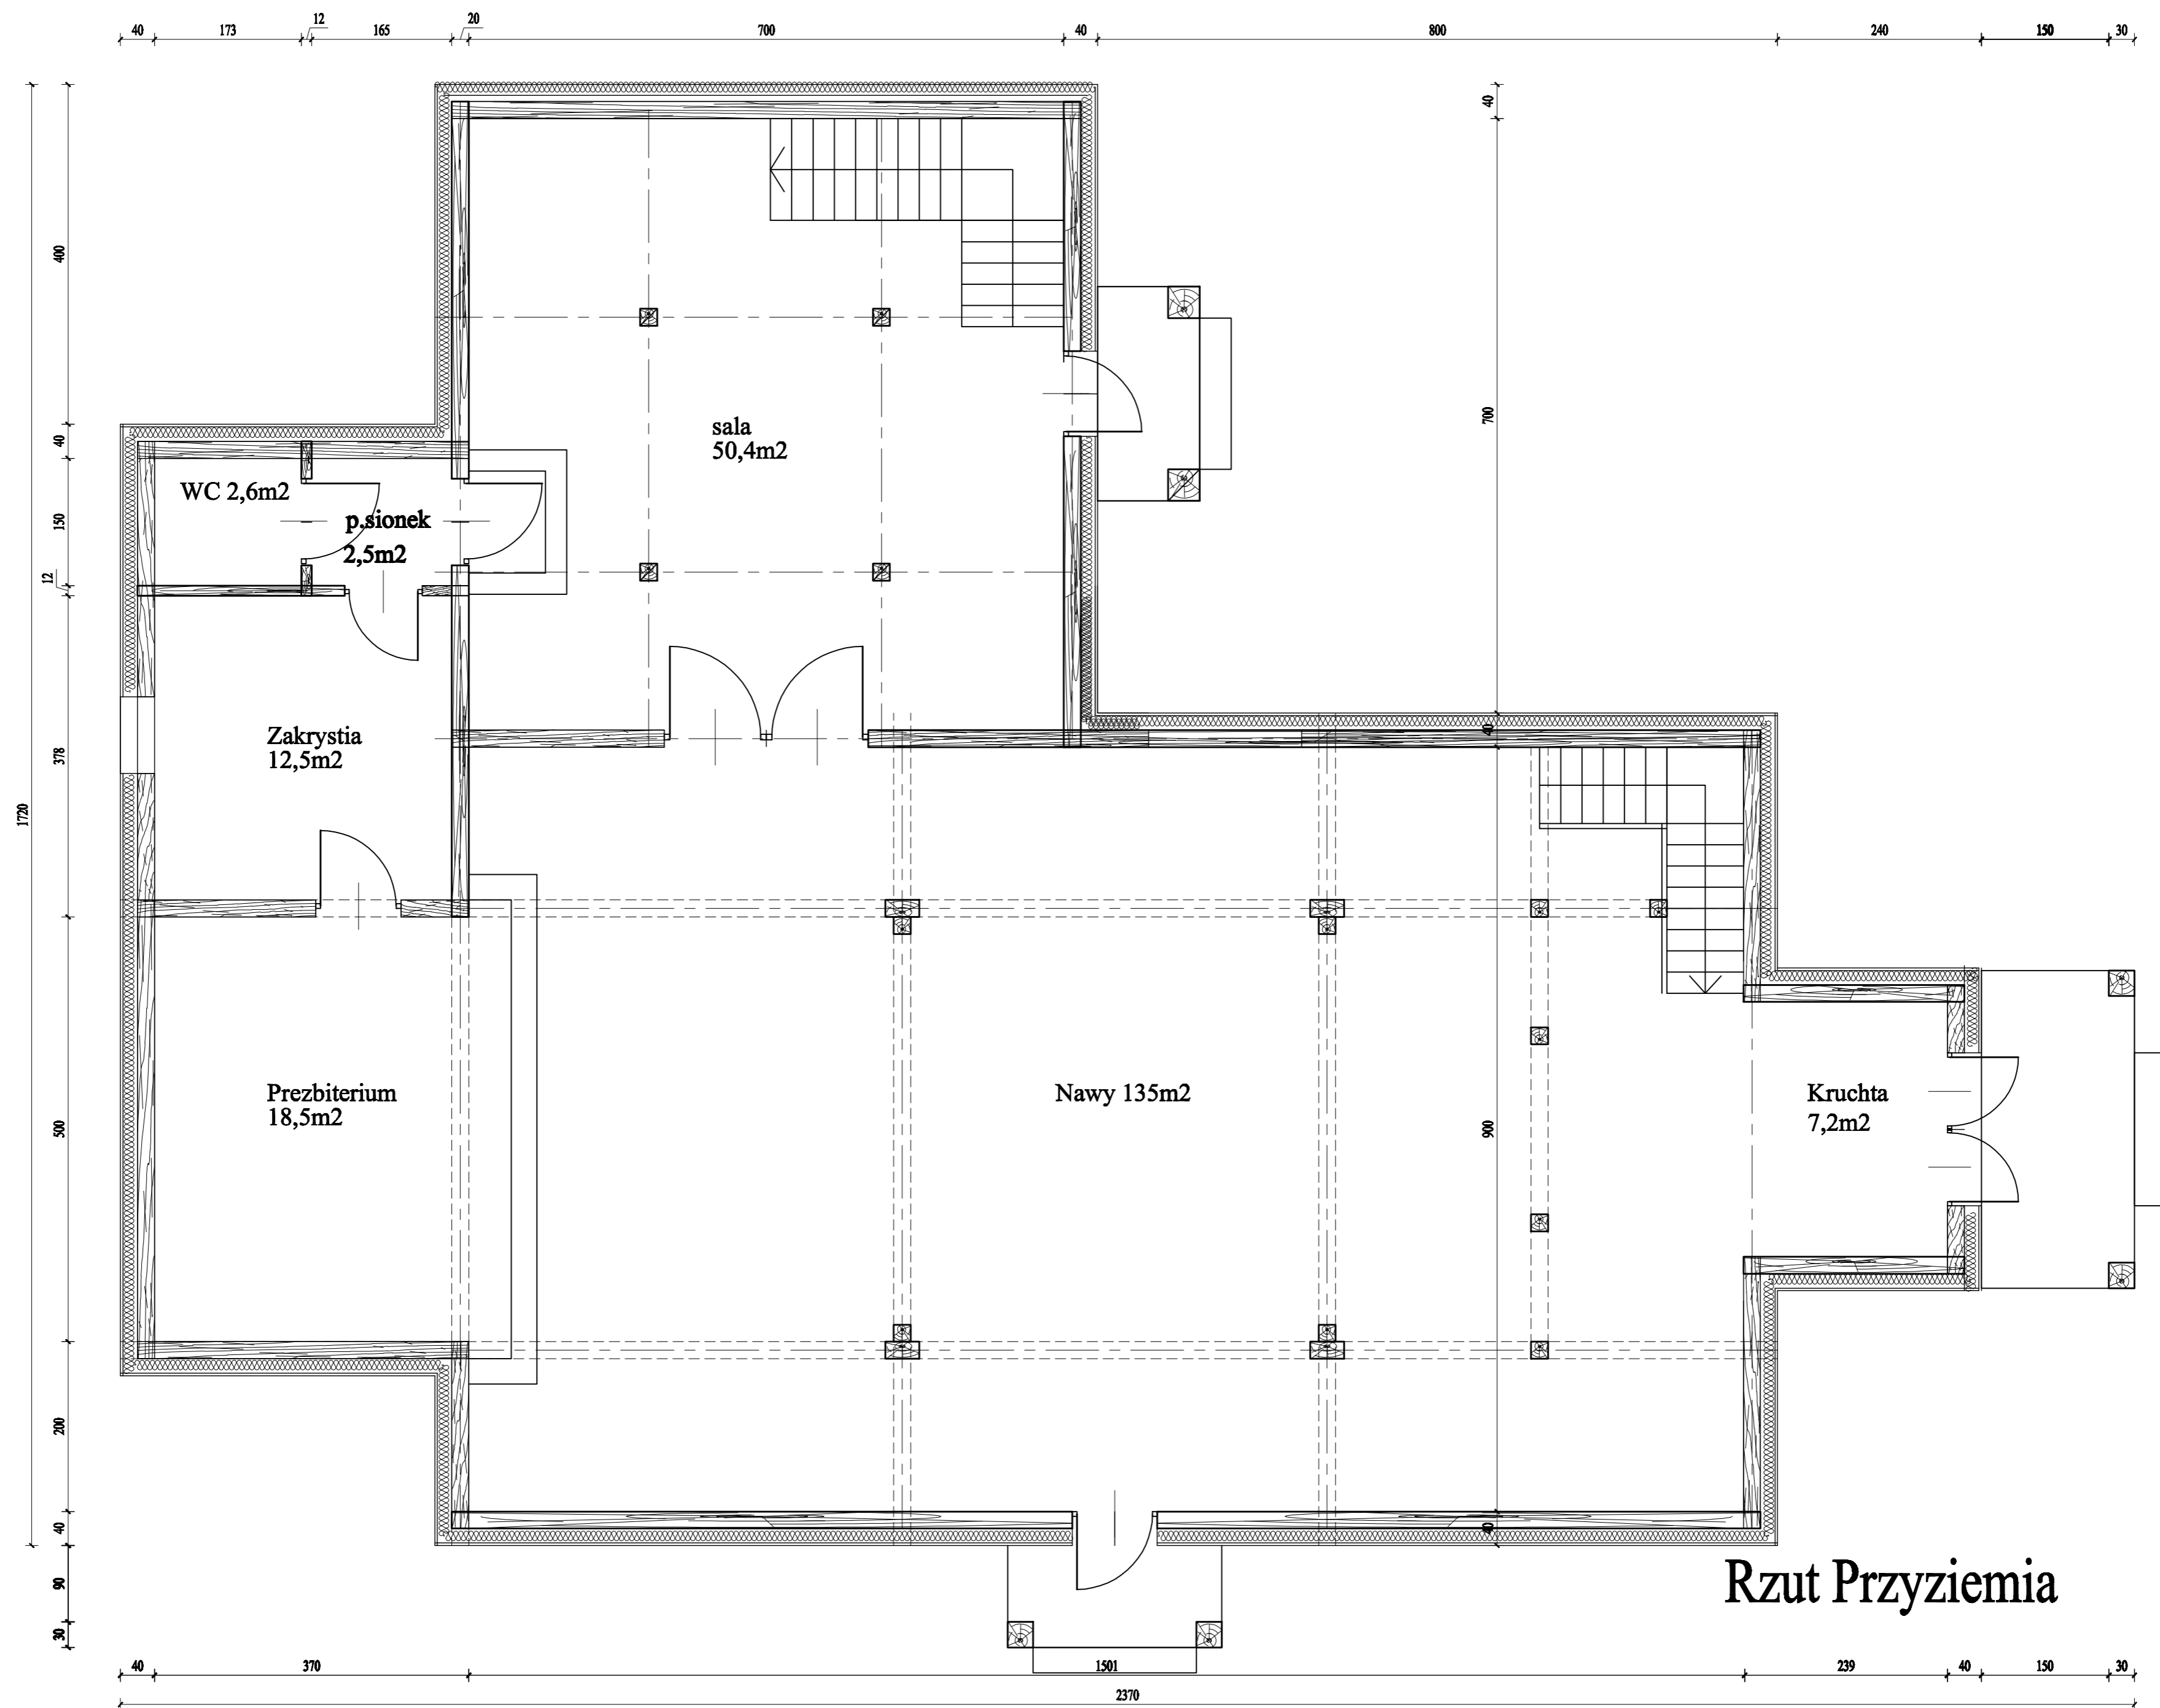 40 173 12 165 20 700 40 800 240 150 30
40
400
sala
50,4m2
700
40
WC 2,6m2
p.sionek
2,5m2
150
12
Zakrystia
12,5m2
40
378
1720
Prezbiterium
18,5m2
Nawy 135m2
Kruchta
7,2m2
500
900
200
40
40
90
30
Rzut Przyziemia
40 370 1501 239 40 150 30
2370